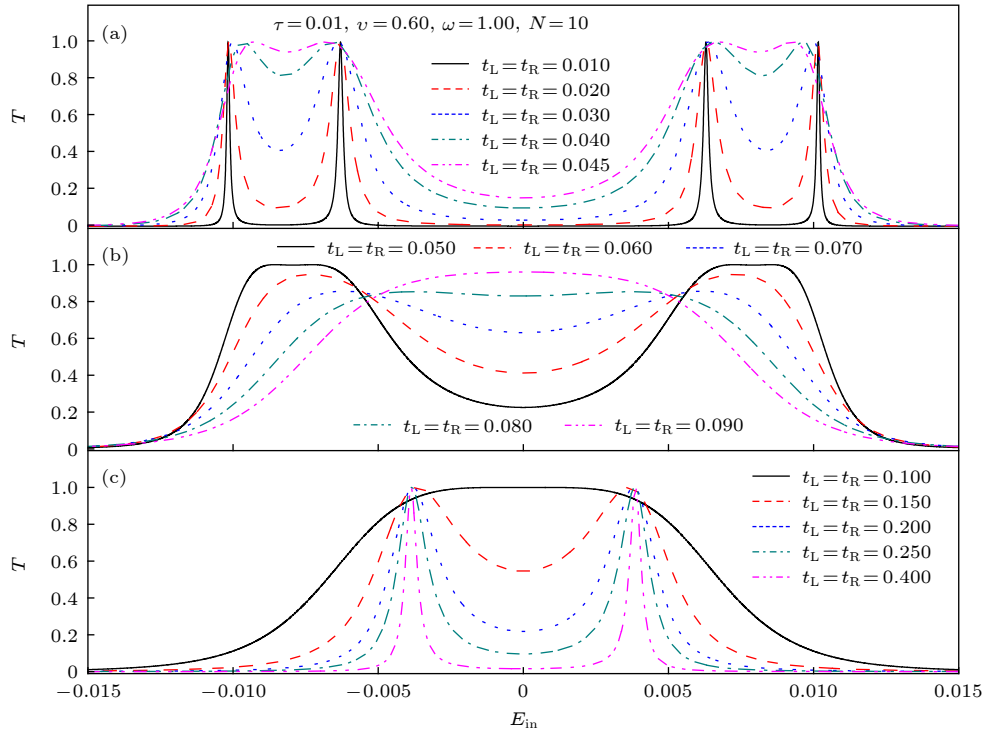 τ=0.01, υ=0.60, ω=1.00, N=10
(a)
1.0
0.8
0.6
0.4
0.2
0
T
t_L=t_R=0.010
t_L=t_R=0.020
t_L=t_R=0.030
t_L=t_R=0.040
t_L=t_R=0.045
(b)
t_L=t_R=0.050
t_L=t_R=0.060
t_L=t_R=0.070
1.0
0.8
0.6
0.4
0.2
0
T
t_L=t_R=0.080
t_L=t_R=0.090
(c)
1.0
0.8
0.6
0.4
0.2
0
T
t_L=t_R=0.100
t_L=t_R=0.150
t_L=t_R=0.200
t_L=t_R=0.250
t_L=t_R=0.400
−0.015 −0.010 −0.005 0 0.005 0.010 0.015
E_in